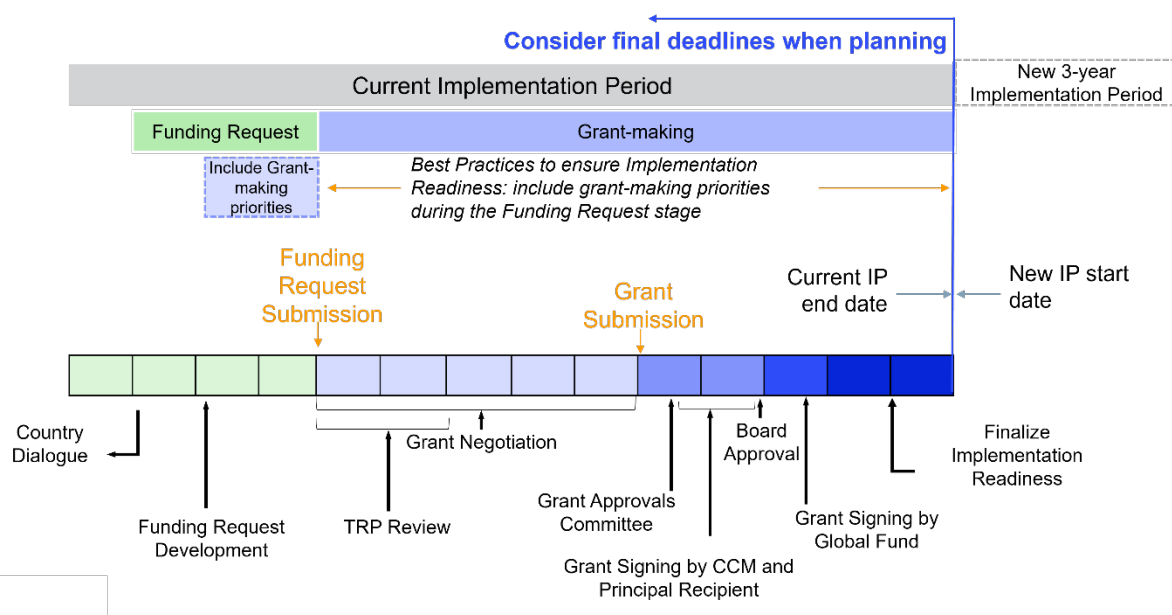 Consider final deadlines when planning
Current Implementation Period
New 3-year
Implementation Period
Funding Request
Grant-making
Include Grant-
making
priorities
Best Practices to ensure Implementation
Readiness: include grant-making priorities
during the Funding Request stage
Funding
Request
Submission
Grant
Submission
Current IP
end date
New IP start
date
Country
Dialogue
Funding Request
Development
TRP Review
Grant Negotiation
Grant Approvals
Committee
Grant Signing by CCM and
Principal Recipient
Board
Approval
Grant Signing by
Global Fund
Finalize
Implementation
Readiness